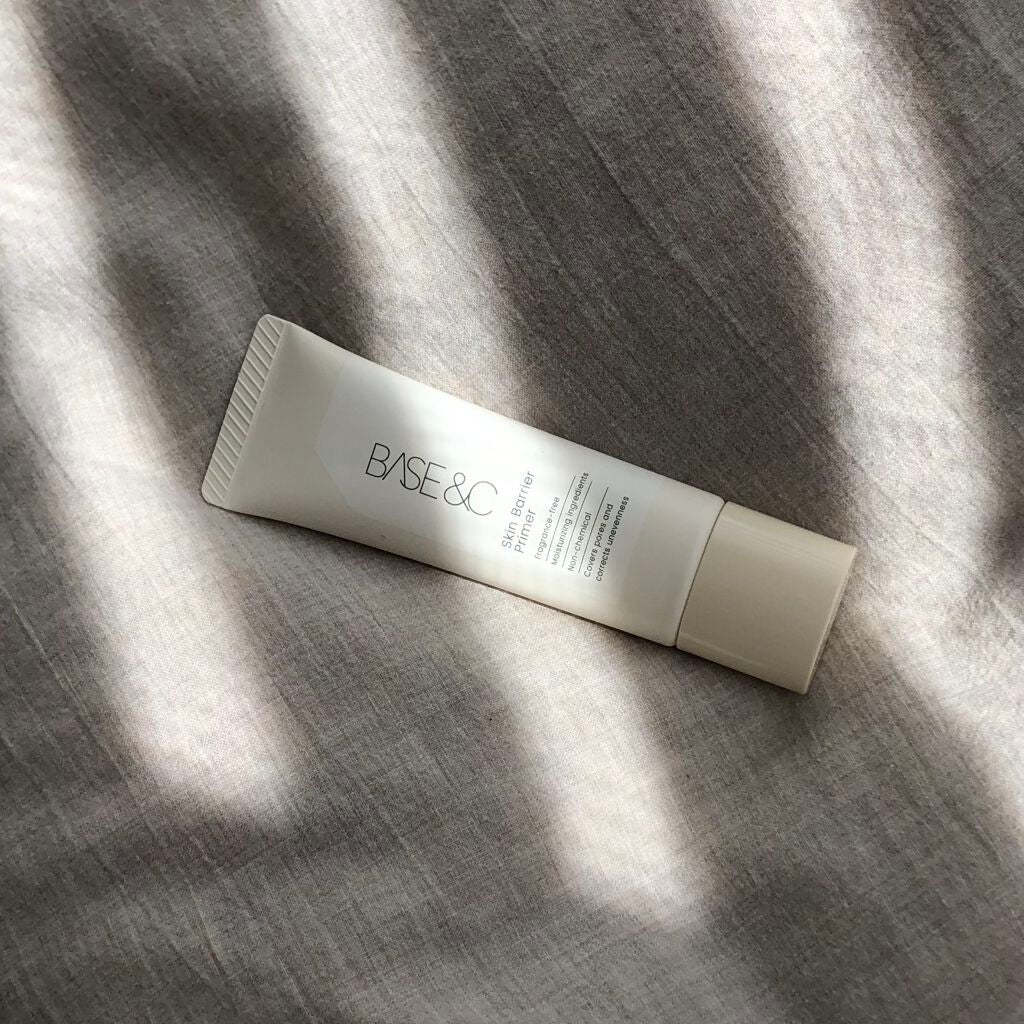 BASE &C
Skin Barrier
Primer
Fragrance-free
Moisturizing ingredients
Non-chemical
Covers pores and
corrects unevenness